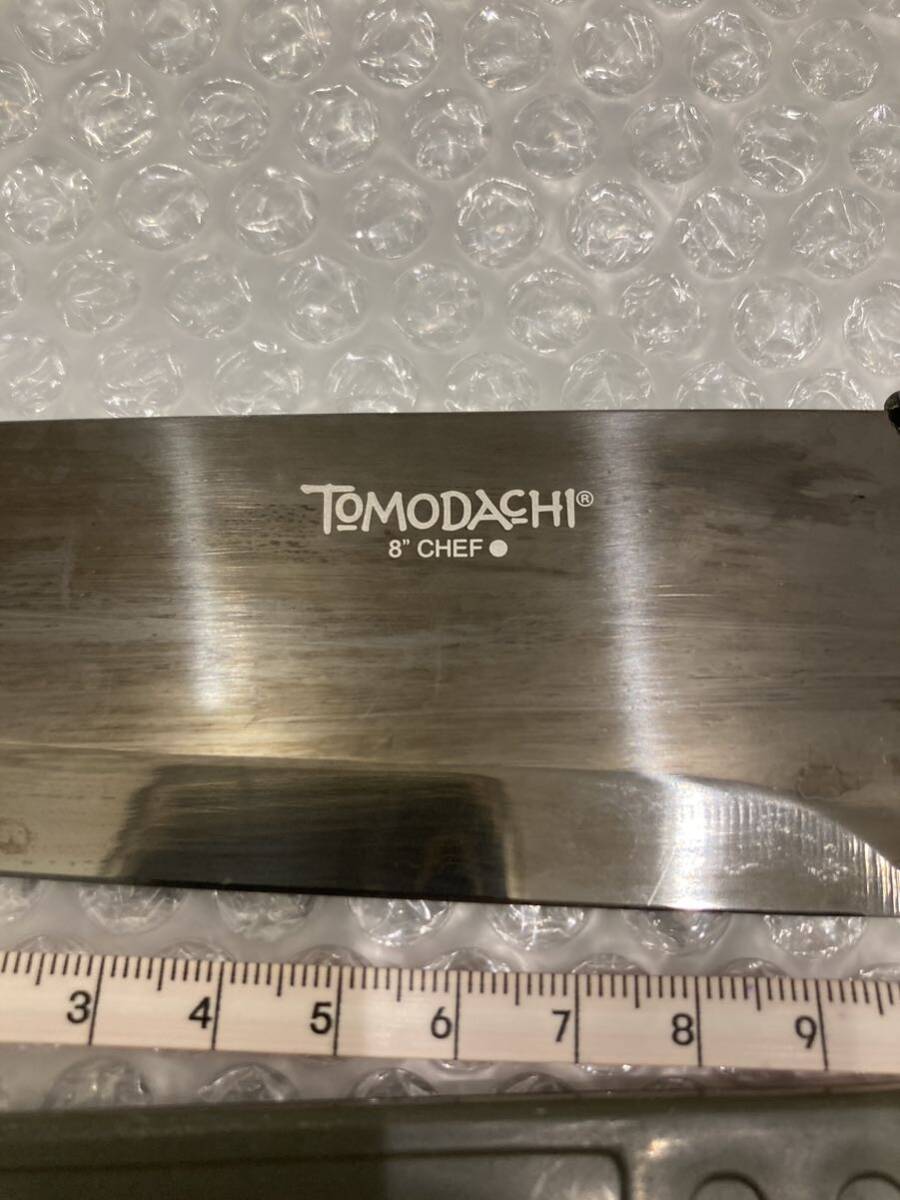 TOMODACHI®
8” CHEF ●
3 4 5 6 7 8 9